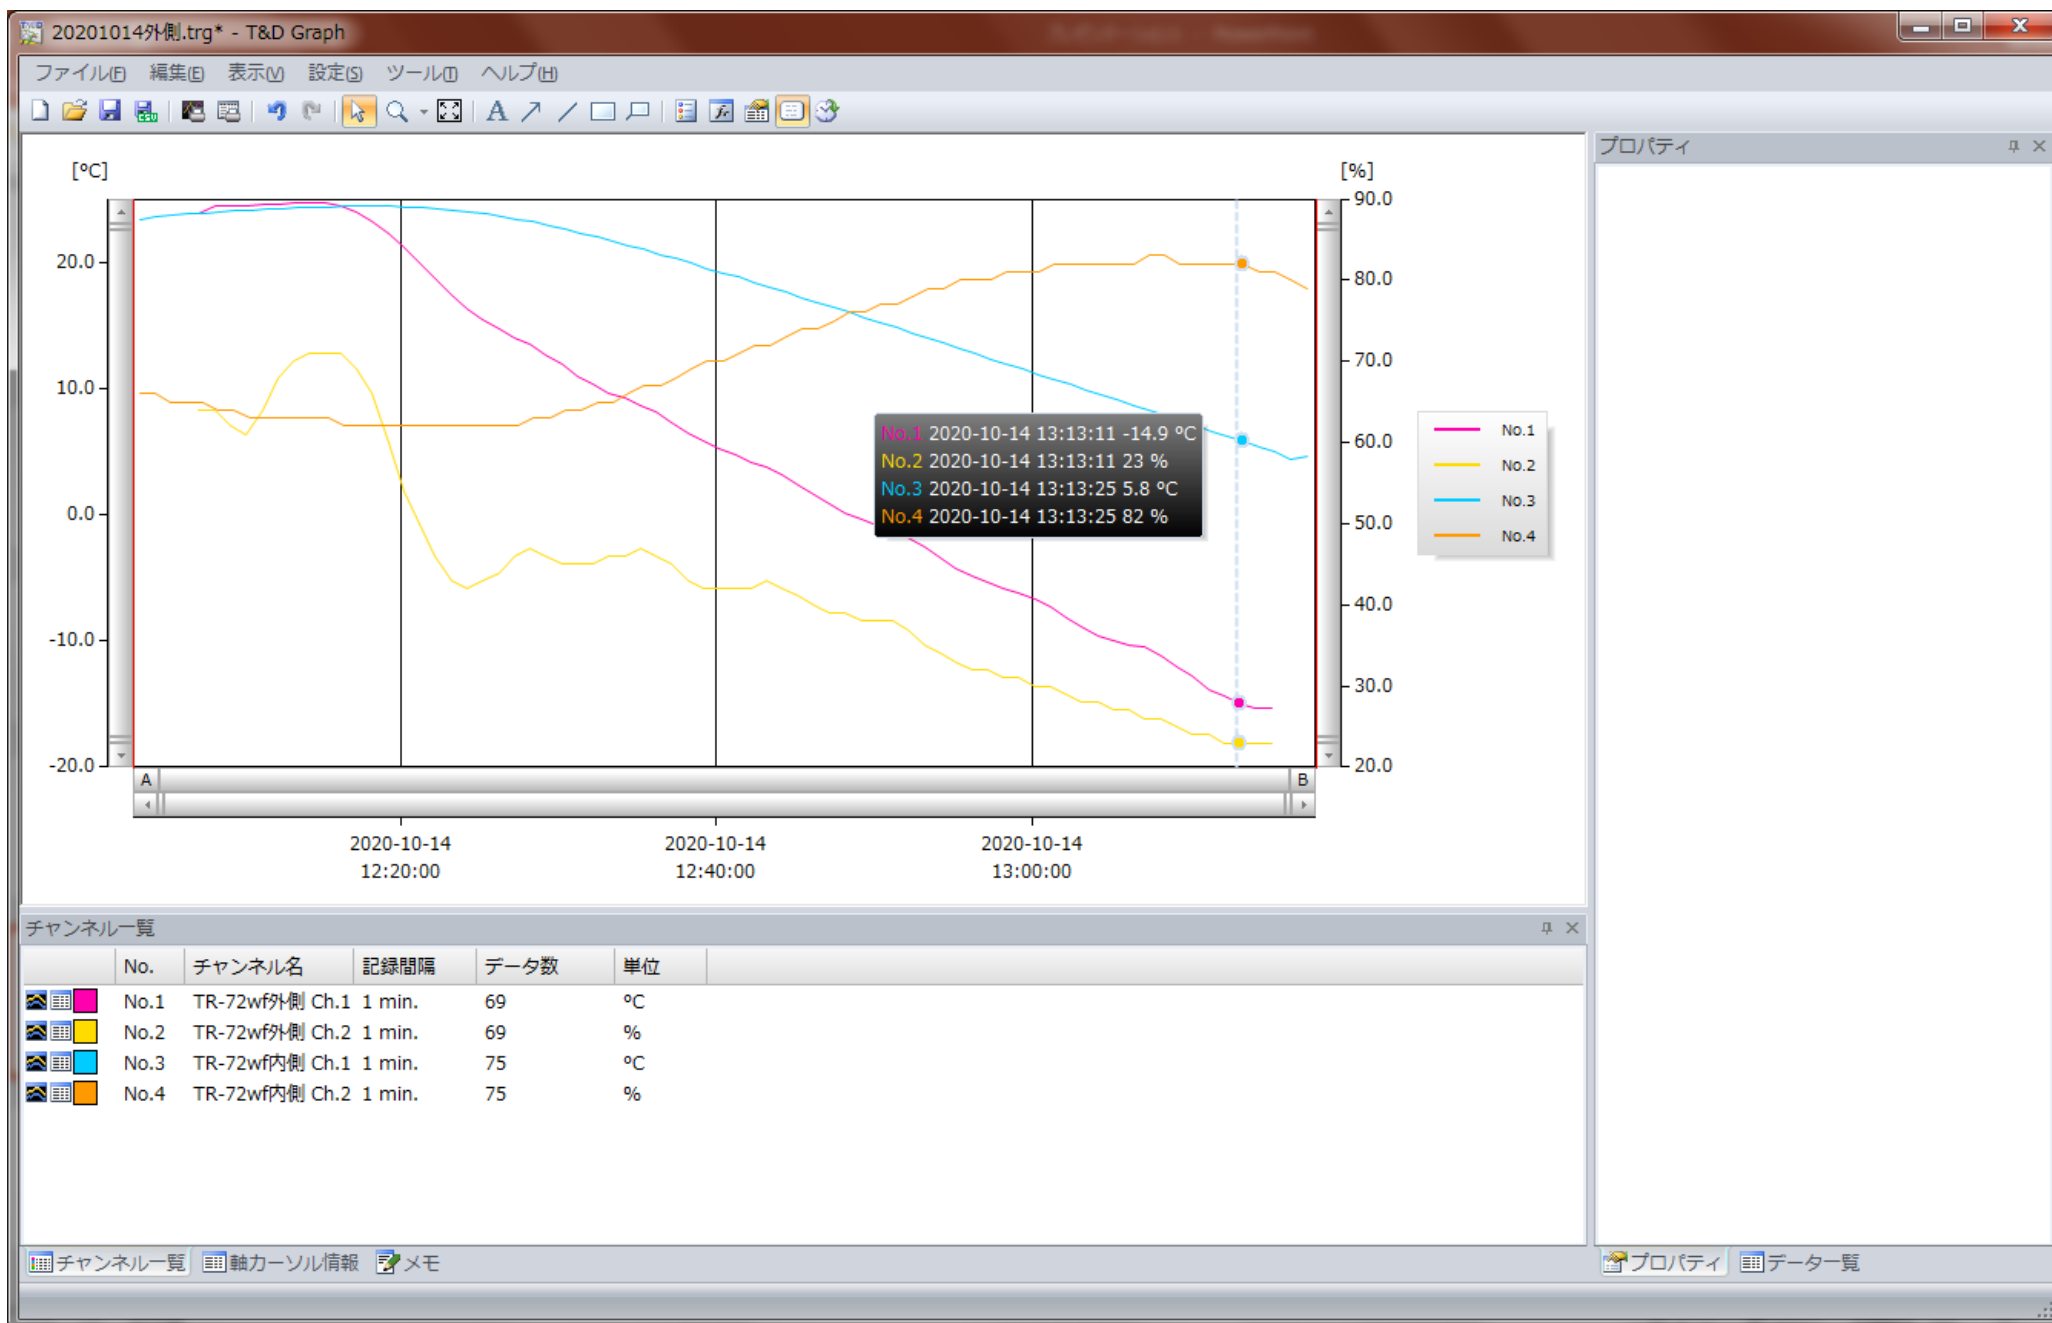 20201014外側.trg* - T&D Graph
ファイル(F) 編集(E) 表示(V) 設定(S) ツール(T) ヘルプ(H)
プロパティ
[°C]
[%]
90.0
20.0
80.0
70.0
10.0
No.1 2020-10-14 13:13:11 -14.9 °C
No.2 2020-10-14 13:13:11 23 %
No.3 2020-10-14 13:13:25 5.8 °C
No.4 2020-10-14 13:13:25 82 %
60.0
No.1
No.2
No.3
No.4
0.0
50.0
40.0
-10.0
30.0
-20.0
20.0
A
B
2020-10-14
12:20:00
2020-10-14
12:40:00
2020-10-14
13:00:00
チャンネル一覧
No. チャンネル名 記録間隔 データ数 単位
No.1 TR-72wf外側 Ch.1 1 min. 69 °C
No.2 TR-72wf外側 Ch.2 1 min. 69 %
No.3 TR-72wf内側 Ch.1 1 min. 75 °C
No.4 TR-72wf内側 Ch.2 1 min. 75 %
チャンネル一覧 軸カーソル情報 メモ
プロパティ データ一覧